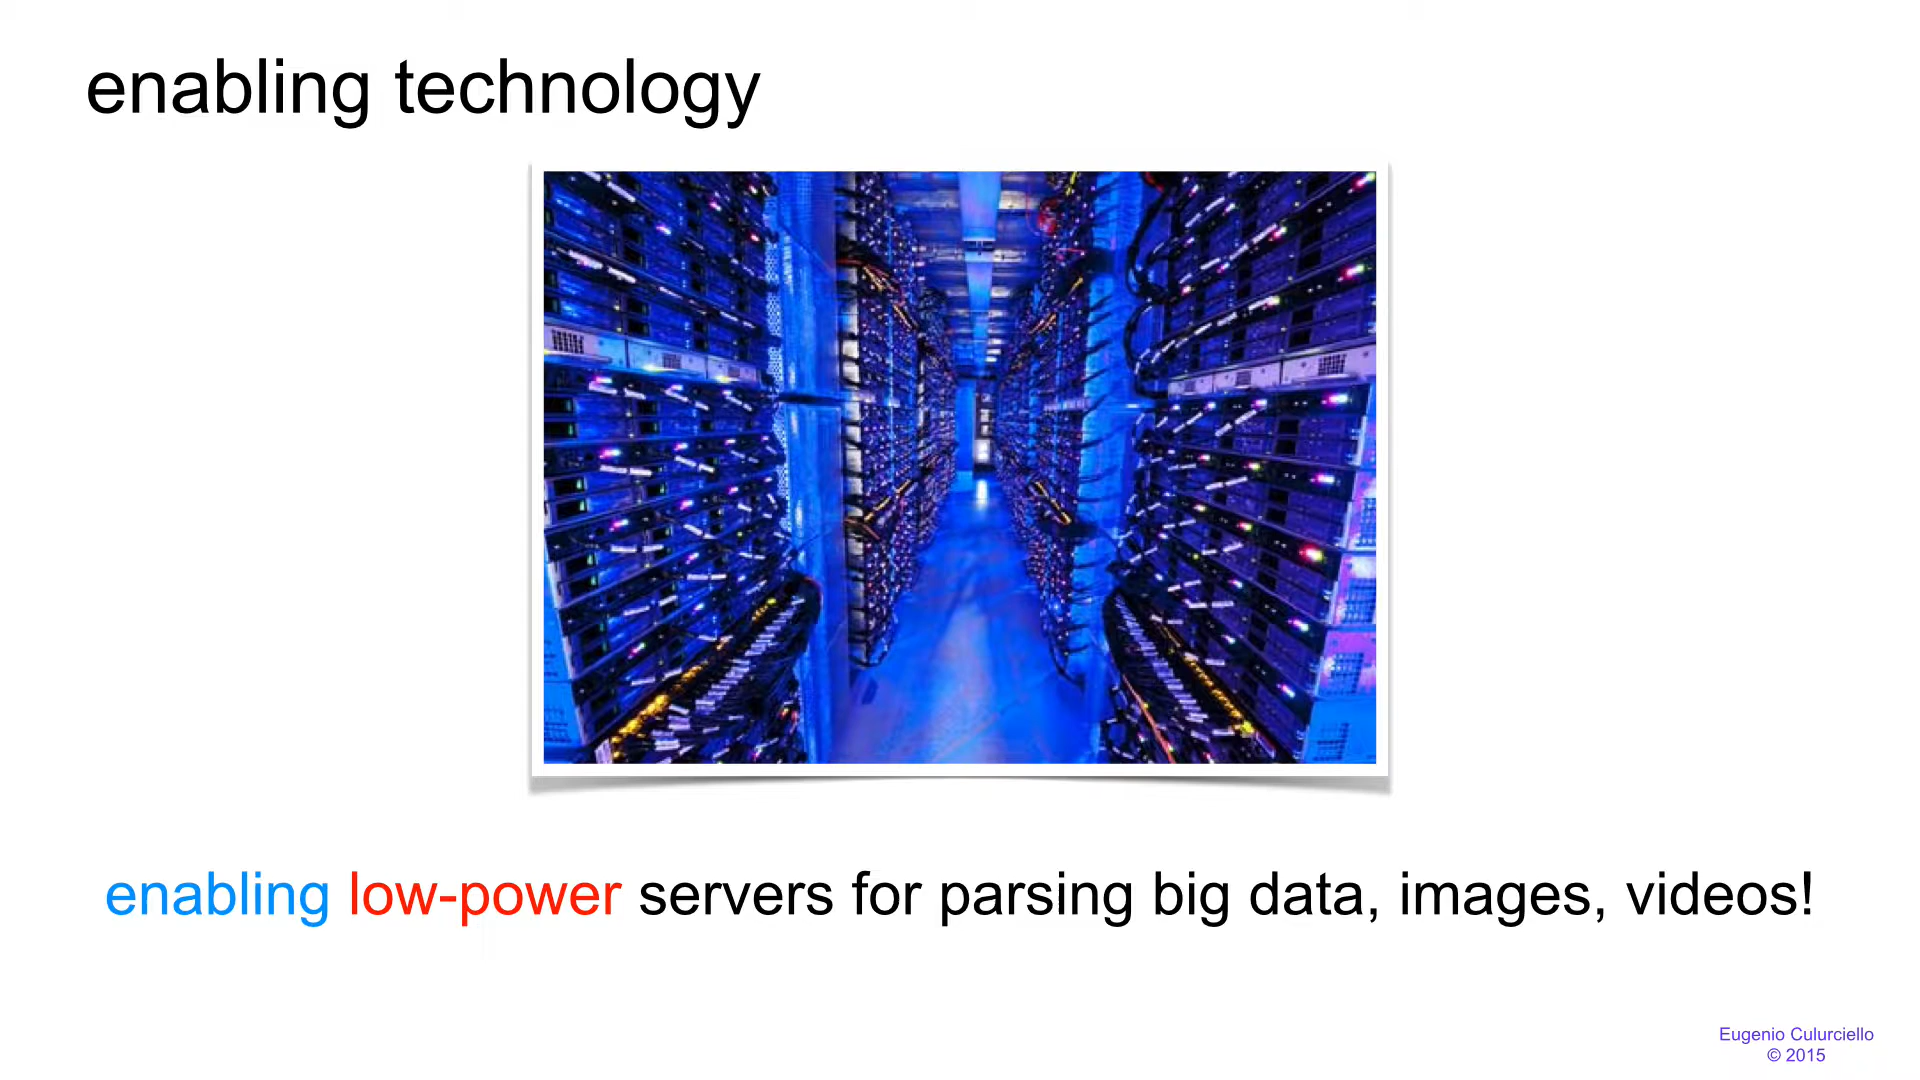 enabling technology
enabling low-power servers for parsing big data, images, videos!
Eugenio Culurciello
© 2015